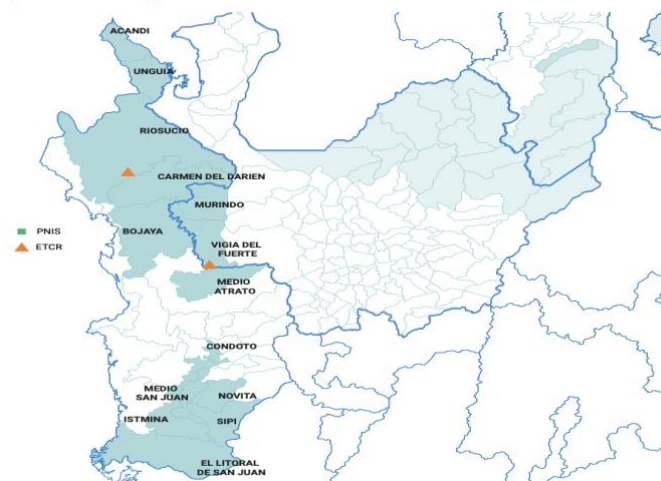 ACANDI
UNGUIA
RIOSUCIO
CARMEN DEL DARIEN
MURINDO
BOJAYA
VIGIA DEL
FUERTE
PNIS
ETCR
MEDIO
ATRATO
CONDOTO
MEDIO
SAN JUAN
NOVITA
ISTMINA
SIPI
EL LITORAL
DE SAN JUAN